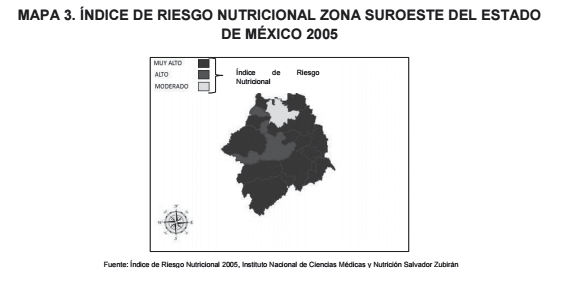 MAPA 3. ÍNDICE DE RIESGO NUTRICIONAL ZONA SUROESTE DEL ESTADO
DE MÉXICO 2005
MUY ALTO
ALTO
MODERADO
Índice de Riesgo
Nutricional
Fuente: Índice de Riesgo Nutricional 2005, Instituto Nacional de Ciencias Médicas y Nutrición Salvador Zubirán